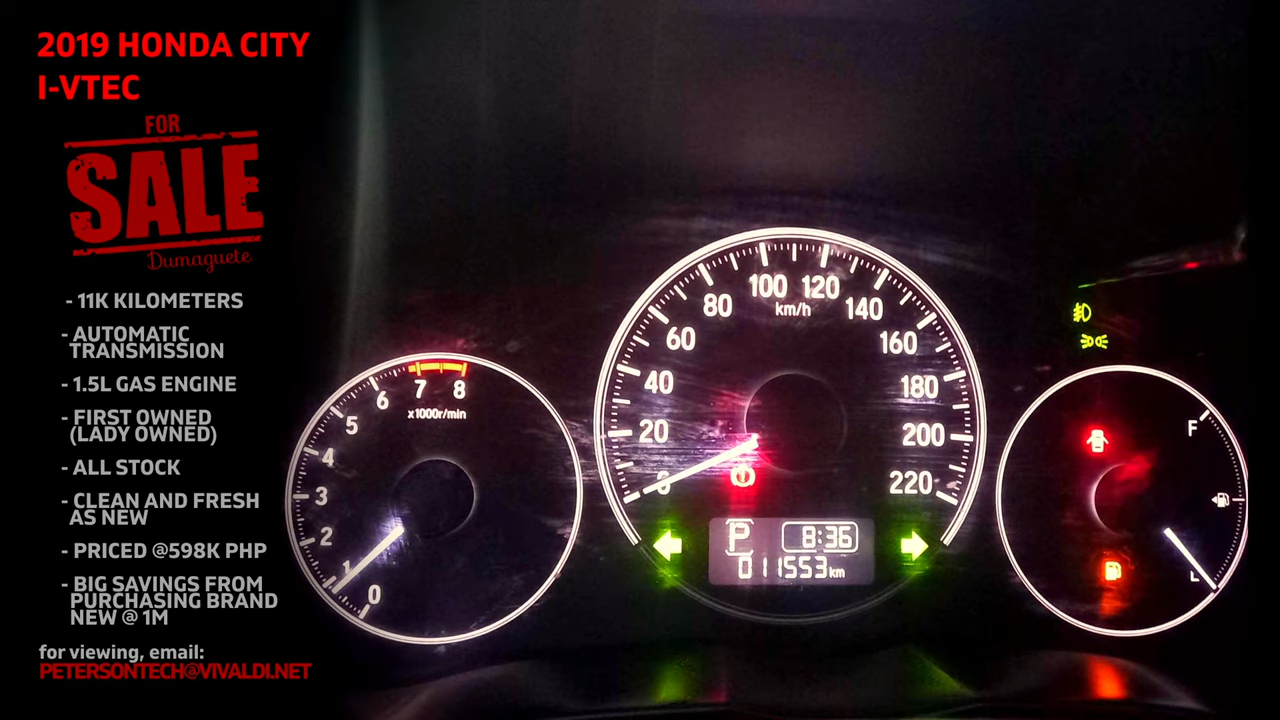 2019 HONDA CITY
I-VTEC
FOR
SALE
Dumaguete
- 11K KILOMETERS
- AUTOMATIC
TRANSMISSION
- 1.5L GAS ENGINE
- FIRST OWNED
(LADY OWNED)
- ALL STOCK
- CLEAN AND FRESH
AS NEW
- PRICED @598K PHP
- BIG SAVINGS FROM
PURCHASING BRAND
NEW @ 1M
for viewing, email:
PETERSONTECH@VIVALDI.NET
0
1
2
3
4
5
6
7
8
x1000r/min
0
20
40
60
80
100
120
140
160
180
200
220
km/h
P
8:36
011553km
F